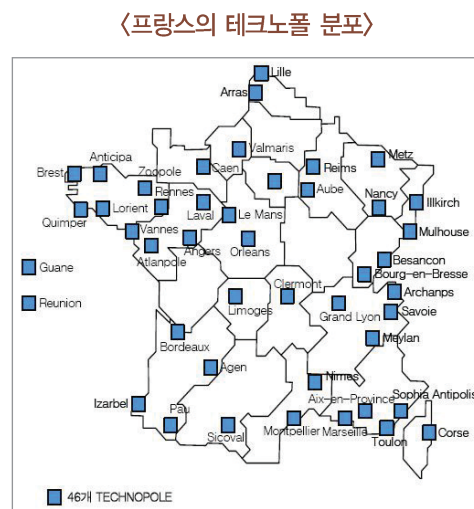 〈프랑스의 테크노폴 분포〉
Lille
Arras
Valmaris
Caen
Reims
Metz
Anticipa
Brest
Zoopole
Rennes
Aube
Nancy
Illkirch
Quimper
Lorient
Laval
Le Mans
Vannes
Mulhouse
Atlanpole
Angers
Orleans
Besancon
Guane
Bourg-en-Bresse
Clermont
Archanps
Reunion
Limoges
Grand Lyon
Savoie
Bordeaux
Meylan
Agen
Nimes
Aix-en-Province
Sophia Antipolis
Izarbel
Pau
Sicoval
Montpellier
Marseille
Toulon
Corse
46개 TECHNOPOLE